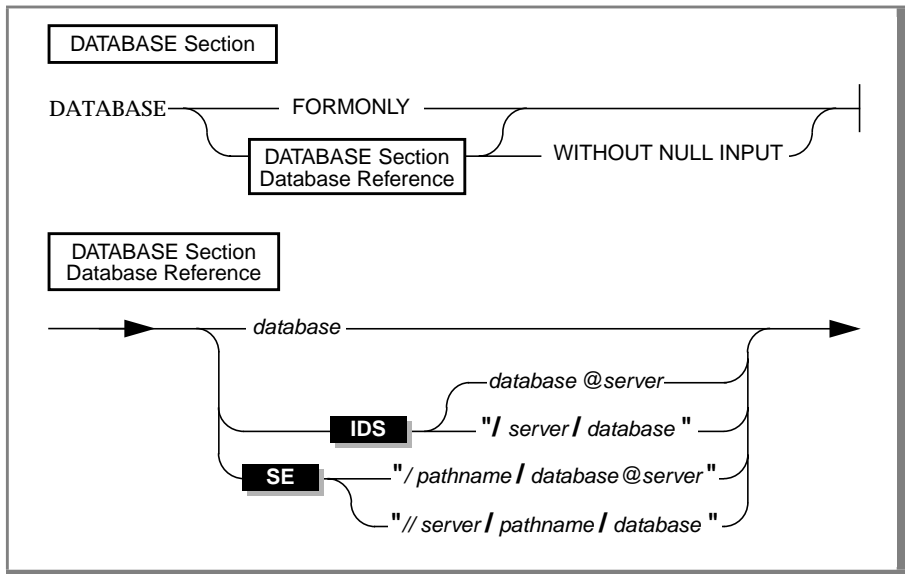 DATABASE Section
DATABASE
FORMONLY
DATABASE Section
Database Reference
WITHOUT NULL INPUT
DATABASE Section
Database Reference
database
database @server
IDS
"/ server / database "
SE
"/ pathname / database@server "
"// server / pathname / database "